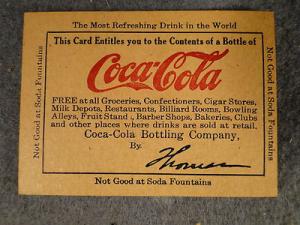 The Most Refreshing Drink in the World
This Card Entitles you to the Contents of a Bottle of
Coca-Cola
FREE at all Groceries, Confectioners, Cigar Stores,
Milk Depots, Restaurants, Billiard Rooms, Bowling
Alleys, Fruit Stand, Barber Shops, Bakeries, Clubs
and other places where drinks are sold at retail.
Coca-Cola Bottling Company,
By.
Not Good at Soda Fountains
Not Good at Soda Fountains
Not Good at Soda Fountains